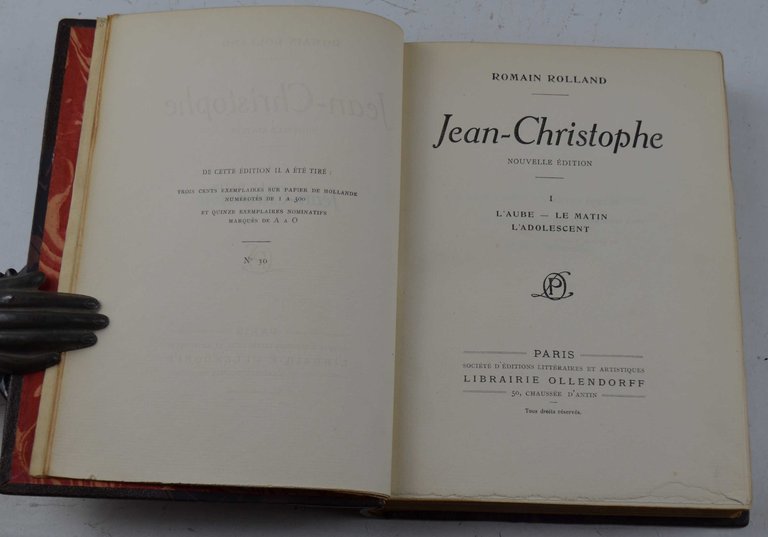 DE CETTE ÉDITION IL A ÉTÉ TIRÉ :
TROIS CENTS EXEMPLAIRES SUR PAPIER DE HOLLANDE
NUMÉROTÉS DE 1 A 300
ET QUINZE EXEMPLAIRES NOMINATIFS
MARQUÉS DE A A O
Nº 30
ROMAIN ROLLAND
Jean-Christophe
NOUVELLE ÉDITION
I
L'AUBE — LE MATIN
L'ADOLESCENT
PARIS
SOCIÉTÉ D'ÉDITIONS LITTÉRAIRES ET ARTISTIQUES
LIBRAIRIE OLLENDORFF
50, CHAUSSÉE D'ANTIN
Tous droits réservés.